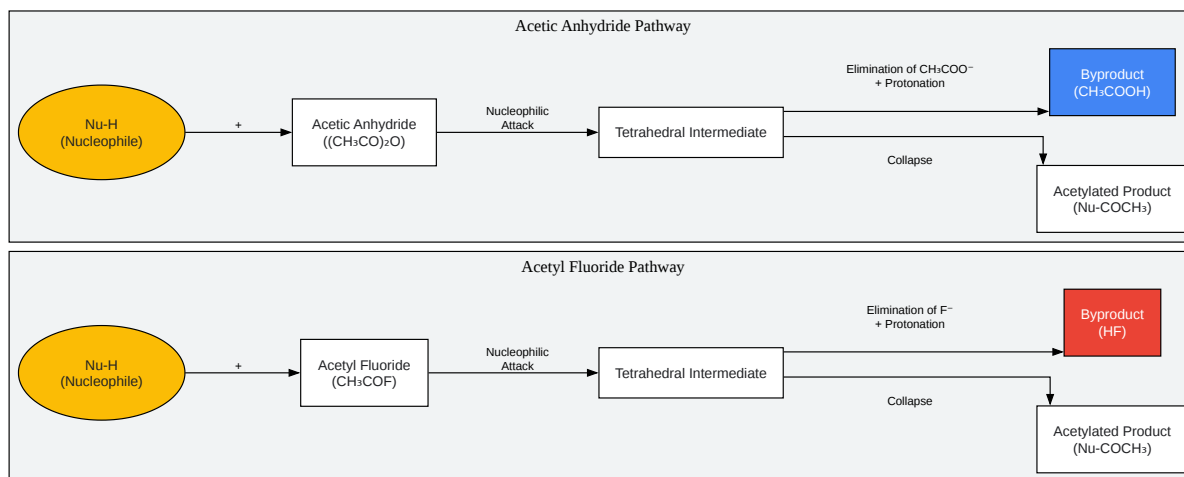 Acetic Anhydride Pathway
Nu-H
(Nucleophile)
+
Acetic Anhydride
((CH₃CO)₂O)
Nucleophilic
Attack
Tetrahedral Intermediate
Elimination of CH₃COO⁻
+ Protonation
Byproduct
(CH₃COOH)
Collapse
Acetylated Product
(Nu-COCH₃)
Acetyl Fluoride Pathway
Nu-H
(Nucleophile)
+
Acetyl Fluoride
(CH₃COF)
Nucleophilic
Attack
Tetrahedral Intermediate
Elimination of F⁻
+ Protonation
Byproduct
(HF)
Collapse
Acetylated Product
(Nu-COCH₃)